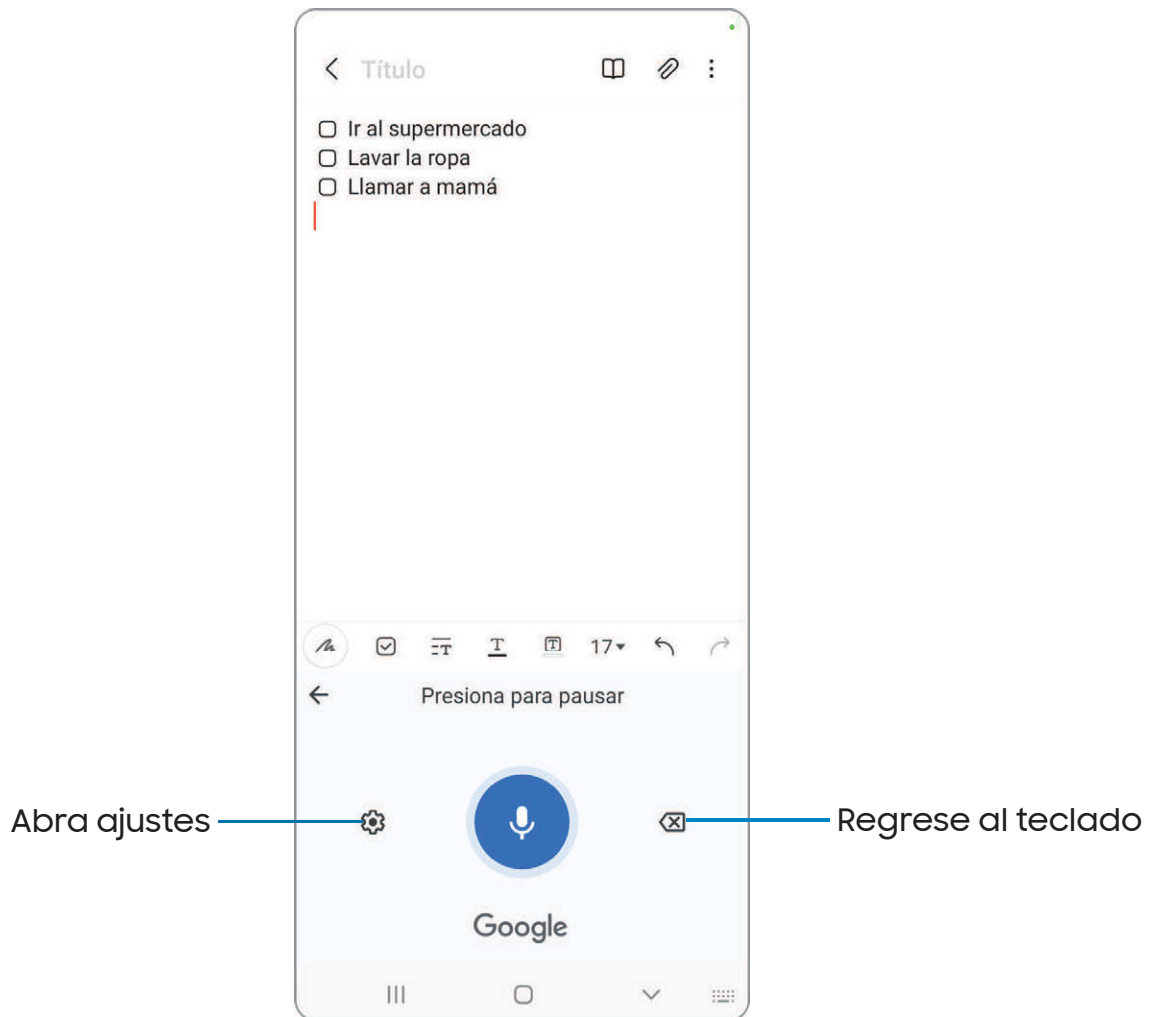 Título
Ir al supermercado
Lavar la ropa
Llamar a mamá
17
Presiona para pausar
Abra ajustes
Regrese al teclado
Google